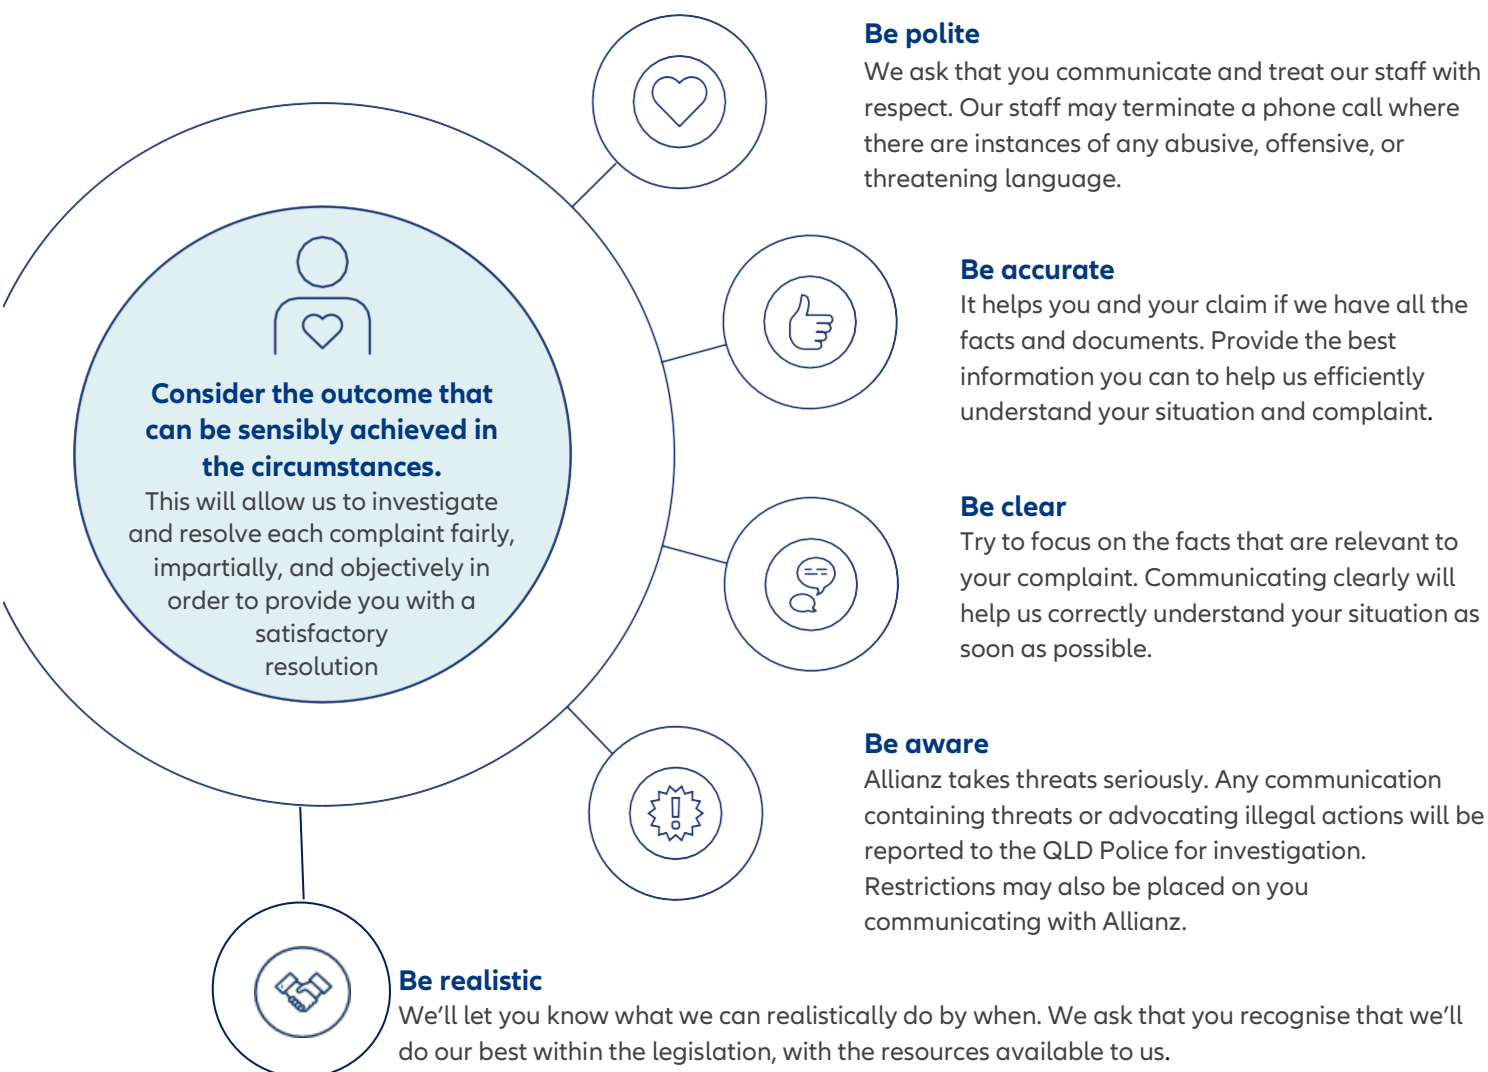 Be polite
We ask that you communicate and treat our staff with
respect. Our staff may terminate a phone call where
there are instances of any abusive, offensive, or
threatening language.
Be accurate
It helps you and your claim if we have all the
facts and documents. Provide the best
information you can to help us efficiently
understand your situation and complaint.
Consider the outcome that
can be sensibly achieved in
the circumstances.
This will allow us to investigate
and resolve each complaint fairly,
impartially, and objectively in
order to provide you with a
satisfactory
resolution
Be clear
Try to focus on the facts that are relevant to
your complaint. Communicating clearly will
help us correctly understand your situation as
soon as possible.
Be aware
Allianz takes threats seriously. Any communication
containing threats or advocating illegal actions will be
reported to the QLD Police for investigation.
Restrictions may also be placed on you
communicating with Allianz.
Be realistic
We’ll let you know what we can realistically do by when. We ask that you recognise that we’ll
do our best within the legislation, with the resources available to us.